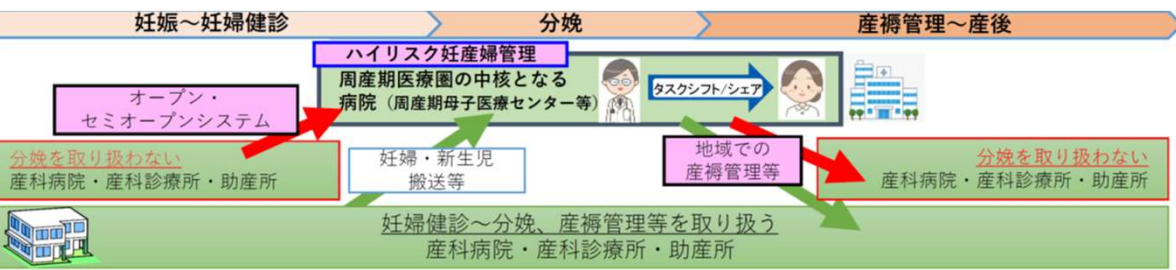 妊娠～妊婦健診
分娩
産褥管理～産後
ハイリスク妊産婦管理
周産期医療圏の中核となる
病院（周産期母子医療センター等）
タスクシフト/シェア
オープン・
セミオープンシステム
分娩を取り扱わない
産科病院・産科診療所・助産所
妊婦・新生児
搬送等
地域での
産褥管理等
分娩を取り扱わない
産科病院・産科診療所・助産所
妊婦健診～分娩、産褥管理等を取り扱う
産科病院・産科診療所・助産所